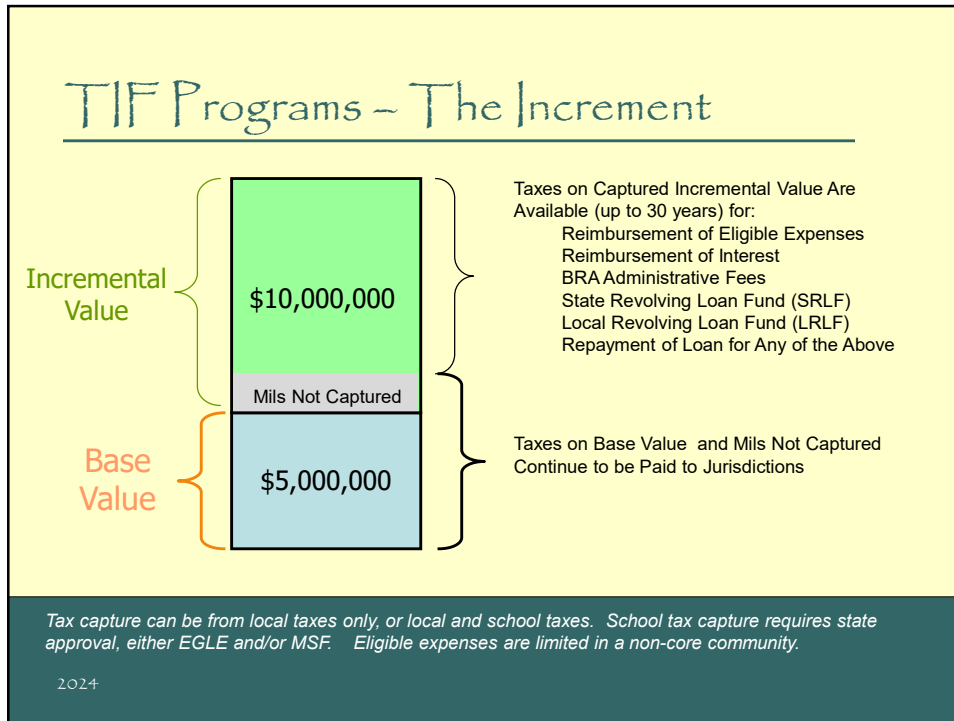 TIF Programs – The Increment
Incremental
Value
$10,000,000
Mils Not Captured
Base
Value
$5,000,000
Taxes on Captured Incremental Value Are
Available (up to 30 years) for:
Reimbursement of Eligible Expenses
Reimbursement of Interest
BRA Administrative Fees
State Revolving Loan Fund (SRLF)
Local Revolving Loan Fund (LRLF)
Repayment of Loan for Any of the Above
Taxes on Base Value and Mils Not Captured
Continue to be Paid to Jurisdictions
Tax capture can be from local taxes only, or local and school taxes. School tax capture requires state
approval, either EGLE and/or MSF. Eligible expenses are limited in a non-core community.
2024